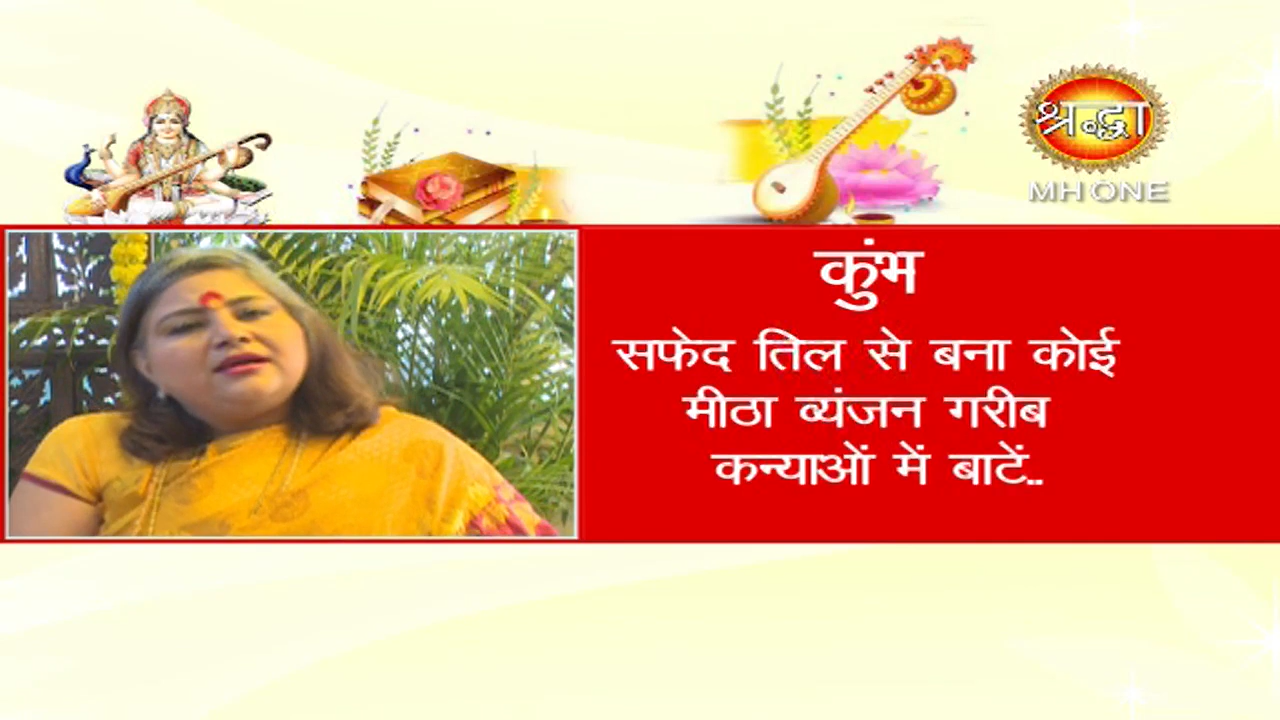 श्रद्धा
MH ONE
कुंभ
सफेद तिल से बना कोई
मीठा व्यंजन गरीब
कन्याओं में बाटें..